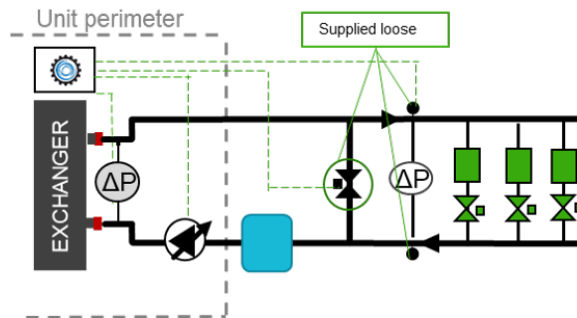 Unit perimeter
Supplied loose
EXCHANGER
ΔP
ΔP